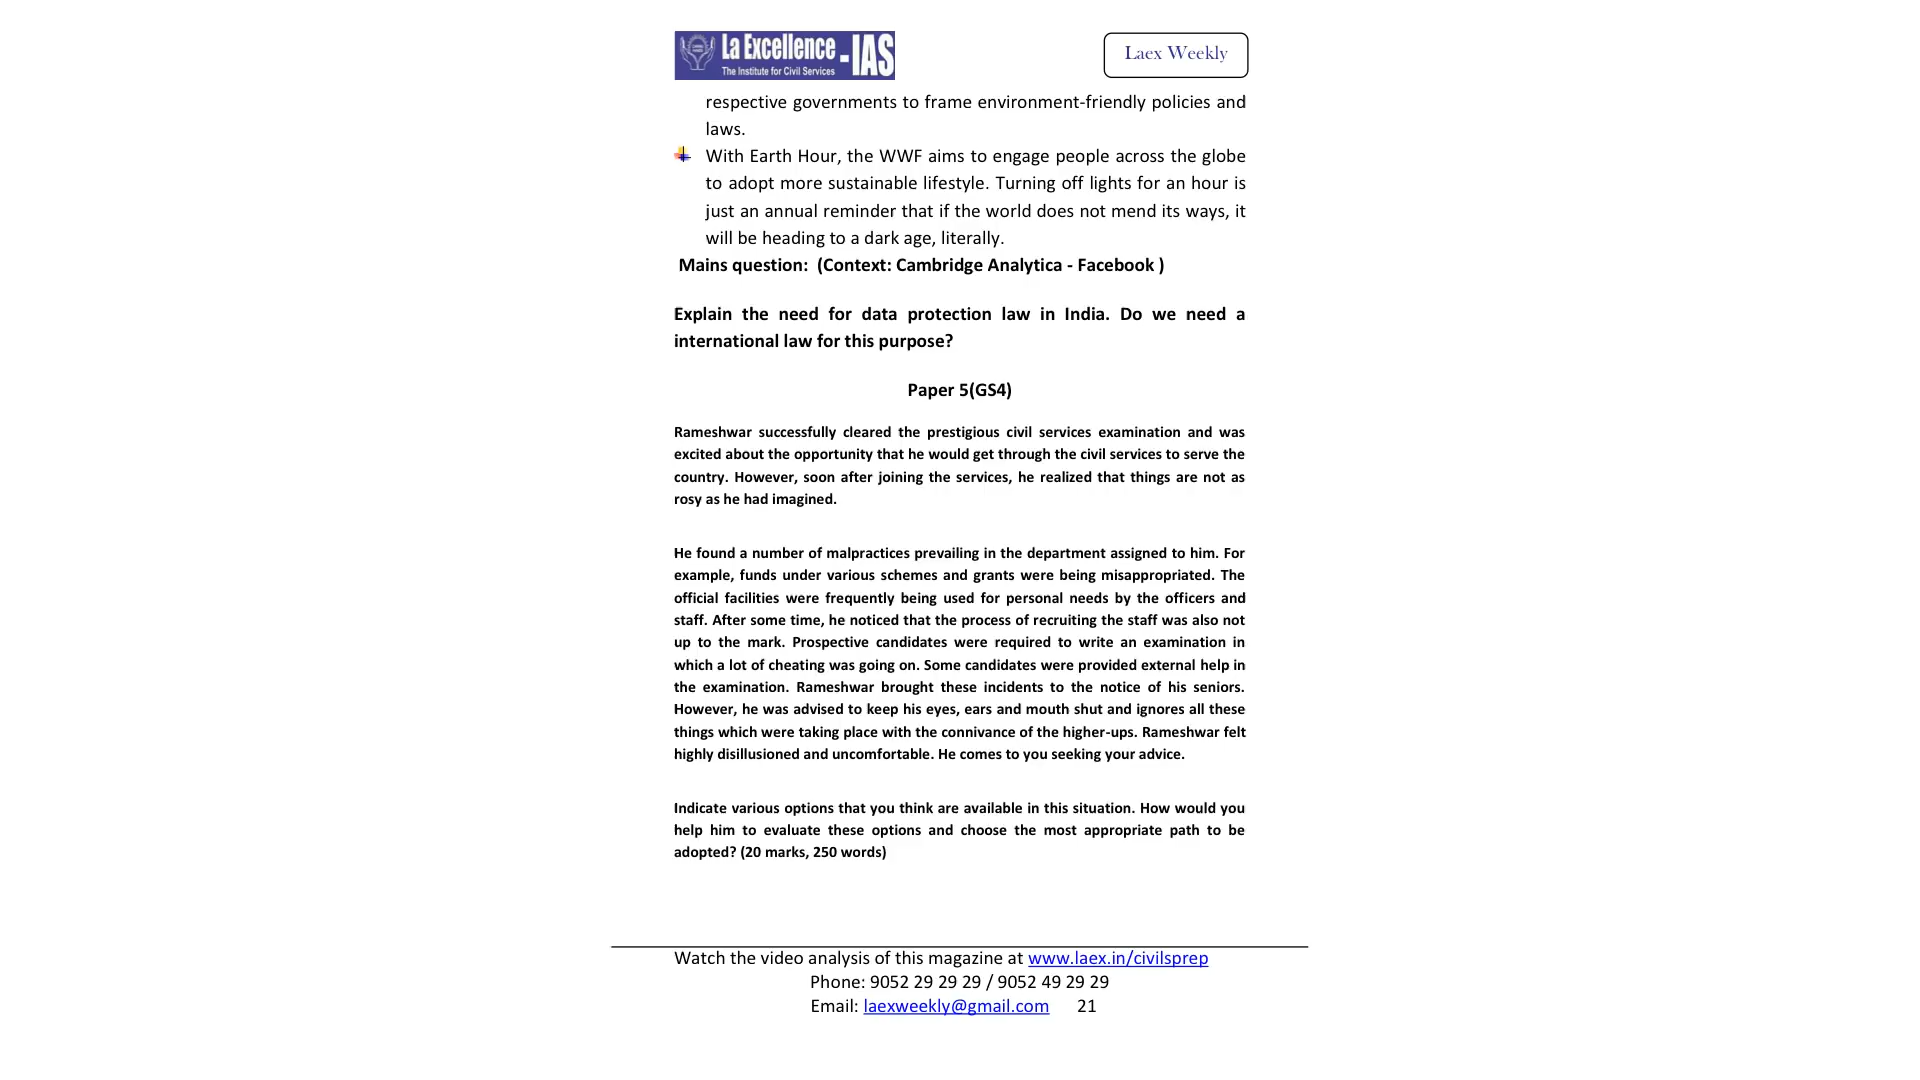 La Excellence -IAS
The Institute for Civil Services
Laex Weekly
respective governments to frame environment-friendly policies and
laws.
With Earth Hour, the WWF aims to engage people across the globe
to adopt more sustainable lifestyle. Turning off lights for an hour is
just an annual reminder that if the world does not mend its ways, it
will be heading to a dark age, literally.
Mains question:  (Context: Cambridge Analytica - Facebook )
Explain the need for data protection law in India. Do we need a
international law for this purpose?
Paper 5(GS4)
Rameshwar successfully cleared the prestigious civil services examination and was
excited about the opportunity that he would get through the civil services to serve the
country. However, soon after joining the services, he realized that things are not as
rosy as he had imagined.
He found a number of malpractices prevailing in the department assigned to him. For
example, funds under various schemes and grants were being misappropriated. The
official facilities were frequently being used for personal needs by the officers and
staff. After some time, he noticed that the process of recruiting the staff was also not
up to the mark. Prospective candidates were required to write an examination in
which a lot of cheating was going on. Some candidates were provided external help in
the examination. Rameshwar brought these incidents to the notice of his seniors.
However, he was advised to keep his eyes, ears and mouth shut and ignores all these
things which were taking place with the connivance of the higher-ups. Rameshwar felt
highly disillusioned and uncomfortable. He comes to you seeking your advice.
Indicate various options that you think are available in this situation. How would you
help him to evaluate these options and choose the most appropriate path to be
adopted? (20 marks, 250 words)
Watch the video analysis of this magazine at www.laex.in/civilsprep
Phone: 9052 29 29 29 / 9052 49 29 29
Email: laexweekly@gmail.com 21